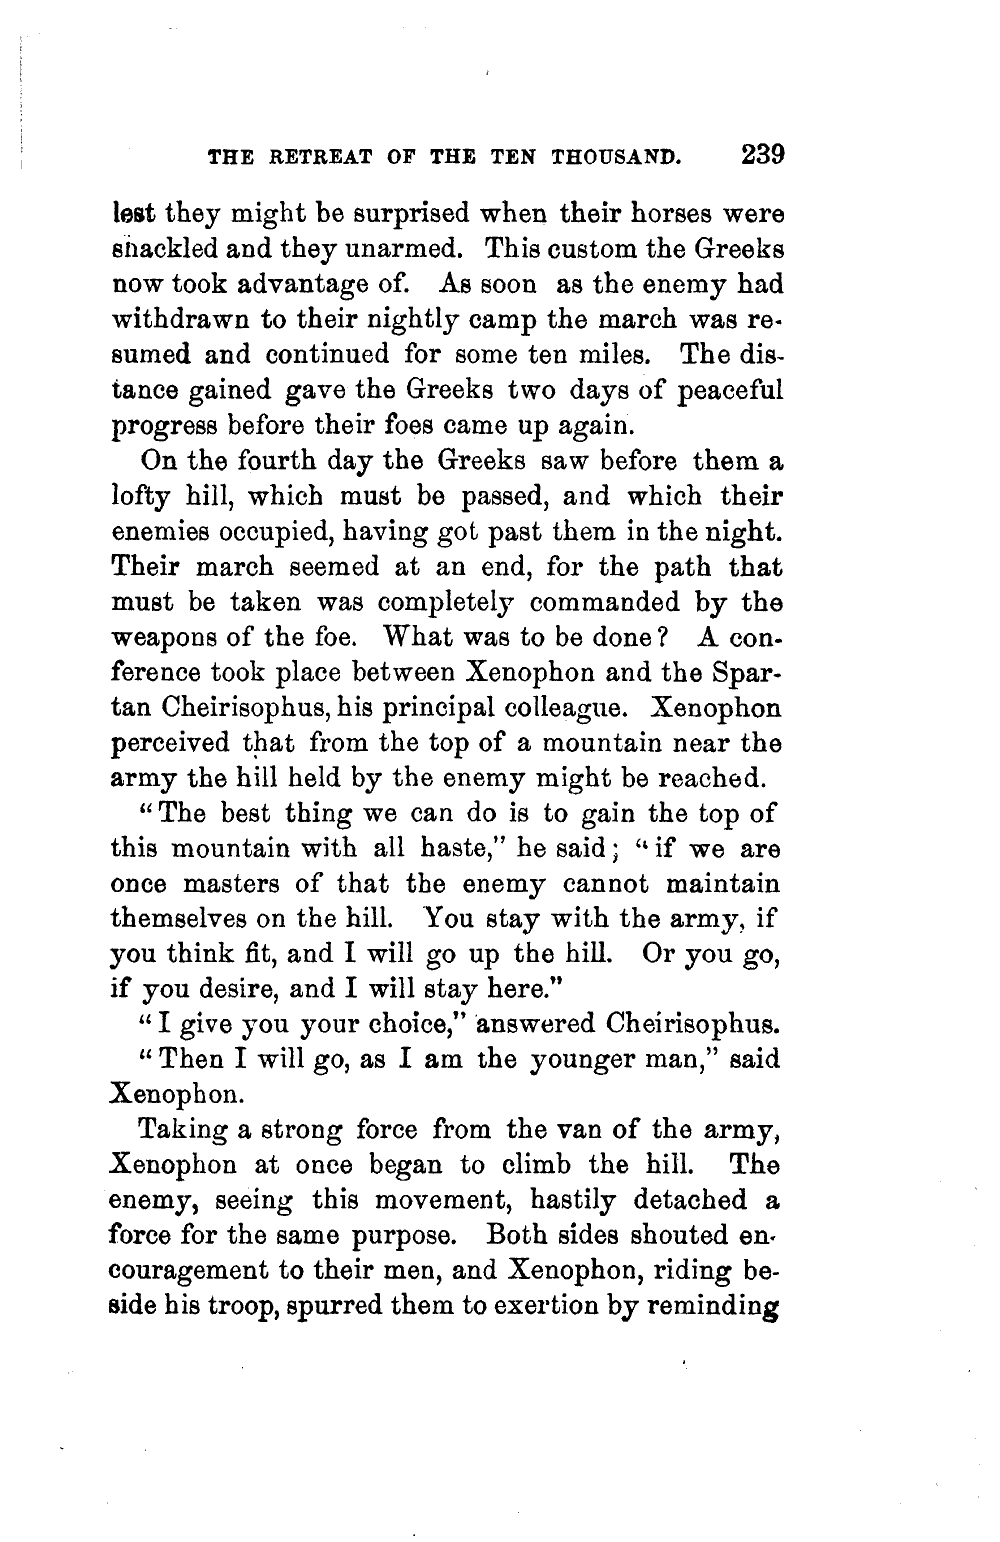 THE RETREAT OF THE TEN THOUSAND. 239
lest they might be surprised when their horses were
shackled and they unarmed. This custom the Greeks
now took advantage of. As soon as the enemy had
withdrawn to their nightly camp the march was re-
sumed and continued for some ten miles. The dis-
tance gained gave the Greeks two days of peaceful
progress before their foes came up again.
On the fourth day the Greeks saw before them a
lofty hill, which must be passed, and which their
enemies occupied, having got past them in the night.
Their march seemed at an end, for the path that
must be taken was completely commanded by the
weapons of the foe. What was to be done? A con-
ference took place between Xenophon and the Spar-
tan Cheirisophus, his principal colleague. Xenophon
perceived that from the top of a mountain near the
army the hill held by the enemy might be reached.
“The best thing we can do is to gain the top of
this mountain with all haste,” he said; “if we are
once masters of that the enemy cannot maintain
themselves on the hill. You stay with the army, if
you think fit, and I will go up the hill. Or you go,
if you desire, and I will stay here.”
“I give you your choice,” answered Cheirisophus.
“Then I will go, as I am the younger man,” said
Xenophon.
Taking a strong force from the van of the army,
Xenophon at once began to climb the hill. The
enemy, seeing this movement, hastily detached a
force for the same purpose. Both sides shouted en-
couragement to their men, and Xenophon, riding be-
side his troop, spurred them to exertion by reminding